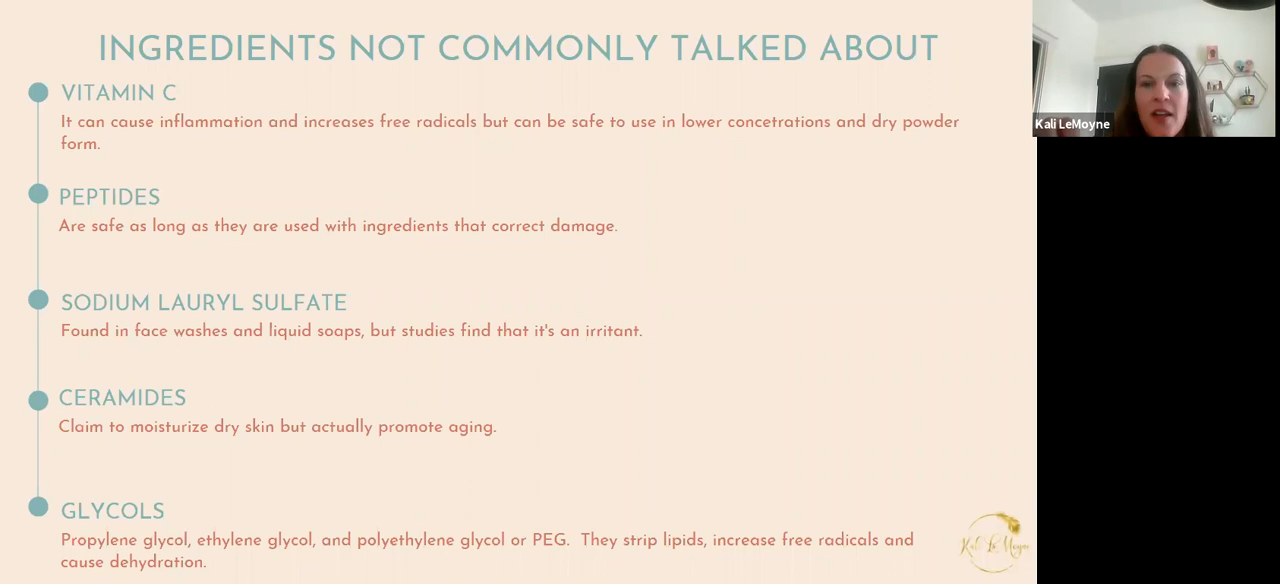 INGREDIENTS NOT COMMONLY TALKED ABOUT
VITAMIN C
It can cause inflammation and increases free radicals but can be safe to use in lower concetrations and dry powder
form.
PEPTIDES
Are safe as long as they are used with ingredients that correct damage.
SODIUM LAURYL SULFATE
Found in face washes and liquid soaps, but studies find that it's an irritant.
CERAMIDES
Claim to moisturize dry skin but actually promote aging.
GLYCOLS
Propylene glycol, ethylene glycol, and polyethylene glycol or PEG. They strip lipids, increase free radicals and
cause dehydration.
Kali LeMoyne
Kali Le Moyne